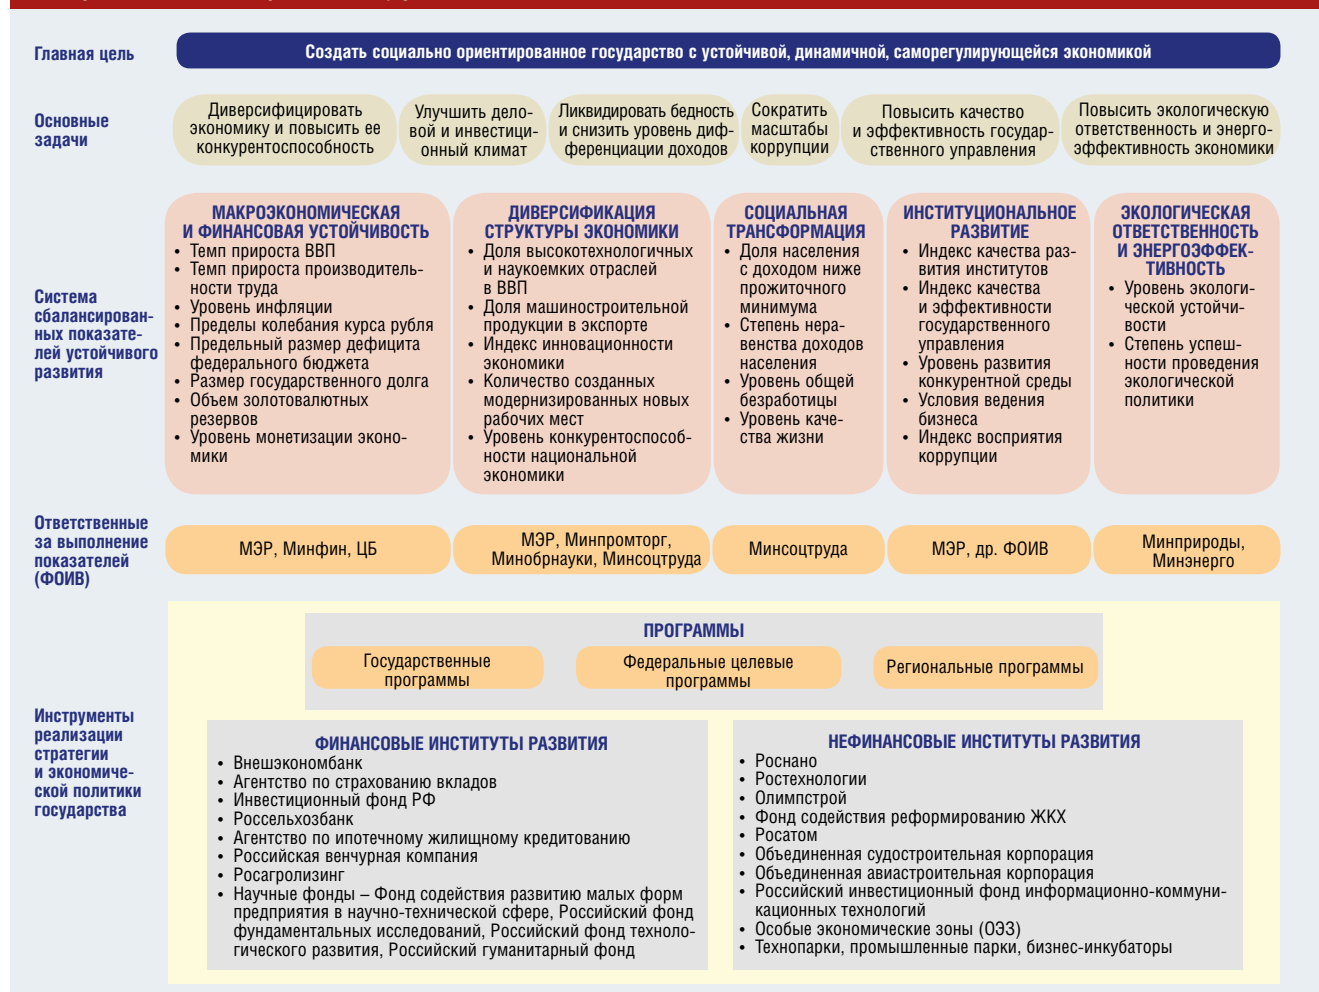 Главная цель
Создать социально ориентированное государство с устойчивой, динамичной, саморегулирующейся экономикой
Основные
задачи
Диверсифицировать
экономику и повысить ее
конкурентоспособность
Улучшить дело-
вой и инвестици-
онный климат
Ликвидировать бедность
и снизить уровень диф-
ференциации доходов
Сократить
масштабы
коррупции
Повысить качество
и эффективность государ-
ственного управления
Повысить экологическую
ответственность и энерго-
эффективность экономики
Система
сбалансирован-
ных показате-
лей устойчивого
развития
МАКРОЭКОНОМИЧЕСКАЯ
И ФИНАНСОВАЯ УСТОЙЧИВОСТЬ
• Темп прироста ВВП
• Темп прироста производитель-
ности труда
• Уровень инфляции
• Пределы колебания курса рубля
• Предельный размер дефицита
федерального бюджета
• Размер государственного долга
• Объем золотовалютных
резервов
• Уровень монетизации эконо-
мики
ДИВЕРСИФИКАЦИЯ
СТРУКТУРЫ ЭКОНОМИКИ
• Доля высокотехнологичных
и наукоемких отраслей
в ВВП
• Доля машиностроительной
продукции в экспорте
• Индекс инновационности
экономики
• Количество созданных
модернизированных новых
рабочих мест
• Уровень конкурентоспособ-
ности национальной
экономики
СОЦИАЛЬНАЯ
ТРАНСФОРМАЦИЯ
• Доля населения
с доходом ниже
прожиточного
минимума
• Степень нера-
венства доходов
населения
• Уровень общей
безработицы
• Уровень каче-
ства жизни
ИНСТИТУЦИОНАЛЬНОЕ
РАЗВИТИЕ
• Индекс качества раз-
вития институтов
• Индекс качества
и эффективности
государственного
управления
• Уровень развития
конкурентной среды
• Условия ведения
бизнеса
• Индекс восприятия
коррупции
ЭКОЛОГИЧЕСКАЯ
ОТВЕТСТВЕННОСТЬ
И ЭНЕРГОЭФФЕК-
ТИВНОСТЬ
• Уровень экологи-
ческой устойчи-
вости
• Степень успеш-
ности проведения
экологической
политики
Ответственные
за выполнение
показателей
(ФОИВ)
МЭР, Минфин, ЦБ
МЭР, Минпромторг,
Минобрнауки, Минсоцтруда
Минсоцтруда
МЭР, др. ФОИВ
Минприроды,
Минэнерго
Инструменты
реализации
стратегии
и экономиче-
ской политики
государства
ПРОГРАММЫ
Государственные
программы
Федеральные целевые
программы
Региональные программы
ФИНАНСОВЫЕ ИНСТИТУТЫ РАЗВИТИЯ
• Внешэкономбанк
• Агентство по страхованию вкладов
• Инвестиционный фонд РФ
• Россельхозбанк
• Агентство по ипотечному жилищному кредитованию
• Российская венчурная компания
• Росагролизинг
• Научные фонды – Фонд содействия развитию малых форм
предприятия в научно-технической сфере, Российский фонд
фундаментальных исследований, Российский фонд техноло-
гического развития, Российский гуманитарный фонд
НЕФИНАНСОВЫЕ ИНСТИТУТЫ РАЗВИТИЯ
• Роснано
• Ростехнологии
• Олимпстрой
• Фонд содействия реформированию ЖКХ
• Росатом
• Объединенная судостроительная корпорация
• Объединенная авиастроительная корпорация
• Российский инвестиционный фонд информационно-коммуни-
кационных технологий
• Особые экономические зоны (ОЭЗ)
• Технопарки, промышленные парки, бизнес-инкубаторы